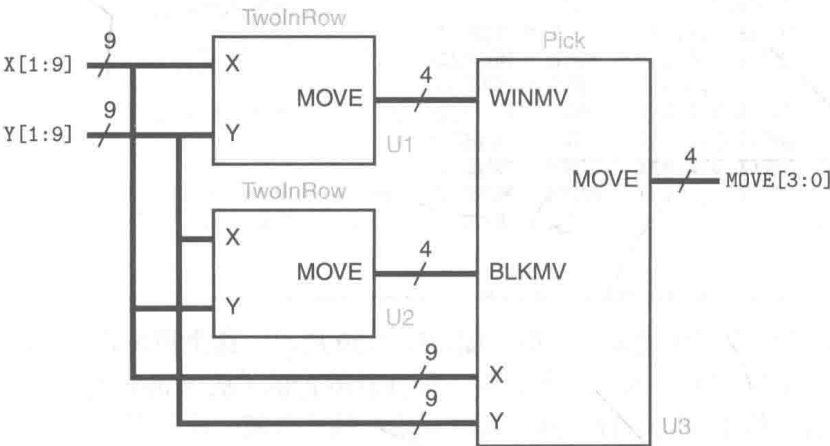 TwoInRow
Pick
9
X[1:9]
X
4
MOVE
WINMV
9
Y[1:9]
Y
U1
4
MOVE
MOVE[3:0]
TwoInRow
X
4
MOVE
BLKMV
Y
U2
9
X
9
Y
U3